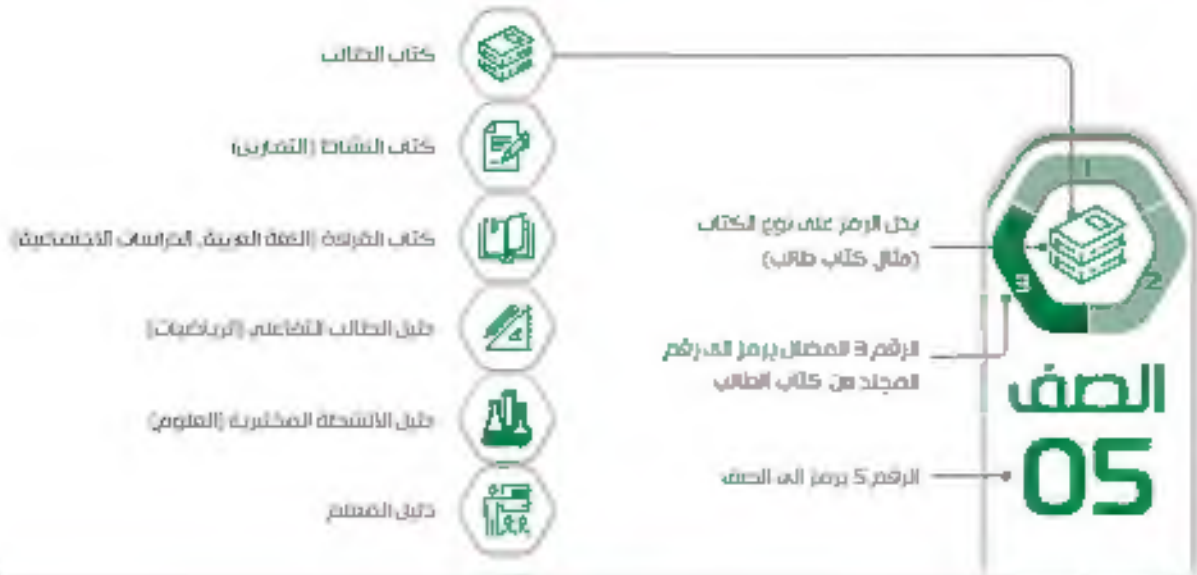 كتاب الطالب
كتاب النشاط (التمارين)
كتاب القراءة (اللغة العربية، الدراسات الاجتماعية)
دليل الطالب التفاعلي (الرياضيات)
دليل الأنشطة المختبرية (العلوم)
دليل المعلم
1
2
3
يدل الرمز على نوع الكتاب
(مثال كتاب طالب)
الرقم 3 المضلل يرمز الى رقم
المجلد من كتاب الطالب
الرقم 5 يرمز الى الصف
الصف
05